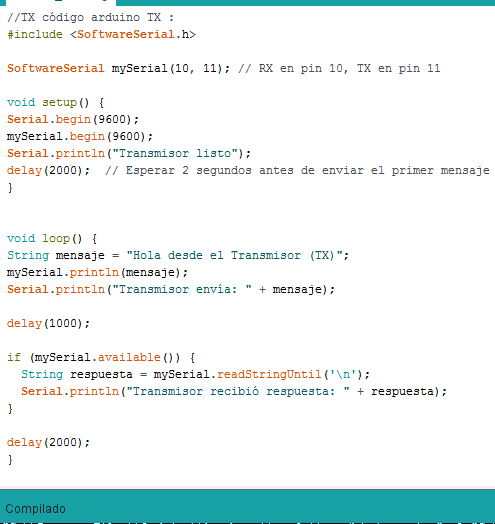 //TX código arduino TX :
#include <SoftwareSerial.h>
SoftwareSerial mySerial(10, 11); // RX en pin 10, TX en pin 11
void setup() {
Serial.begin(9600);
mySerial.begin(9600);
Serial.println("Transmisor listo");
delay(2000);  // Esperar 2 segundos antes de enviar el primer mensaje
}
void loop() {
String mensaje = "Hola desde el Transmisor (TX)";
mySerial.println(mensaje);
Serial.println("Transmisor envía: " + mensaje);
delay(1000);
if (mySerial.available()) {
  String respuesta = mySerial.readStringUntil('\n');
  Serial.println("Transmisor recibió respuesta: " + respuesta);
}
delay(2000);
}
Compilado